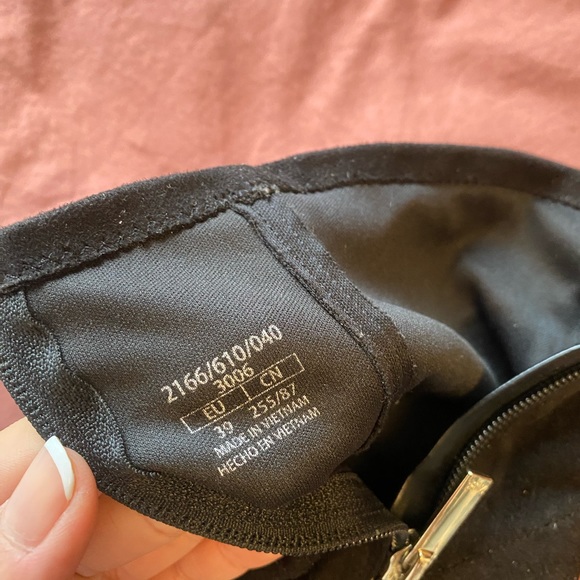 2166/610/040
3006
EU CN
39 255/87
MADE IN VIETNAM
HECHO EN VIETNAM